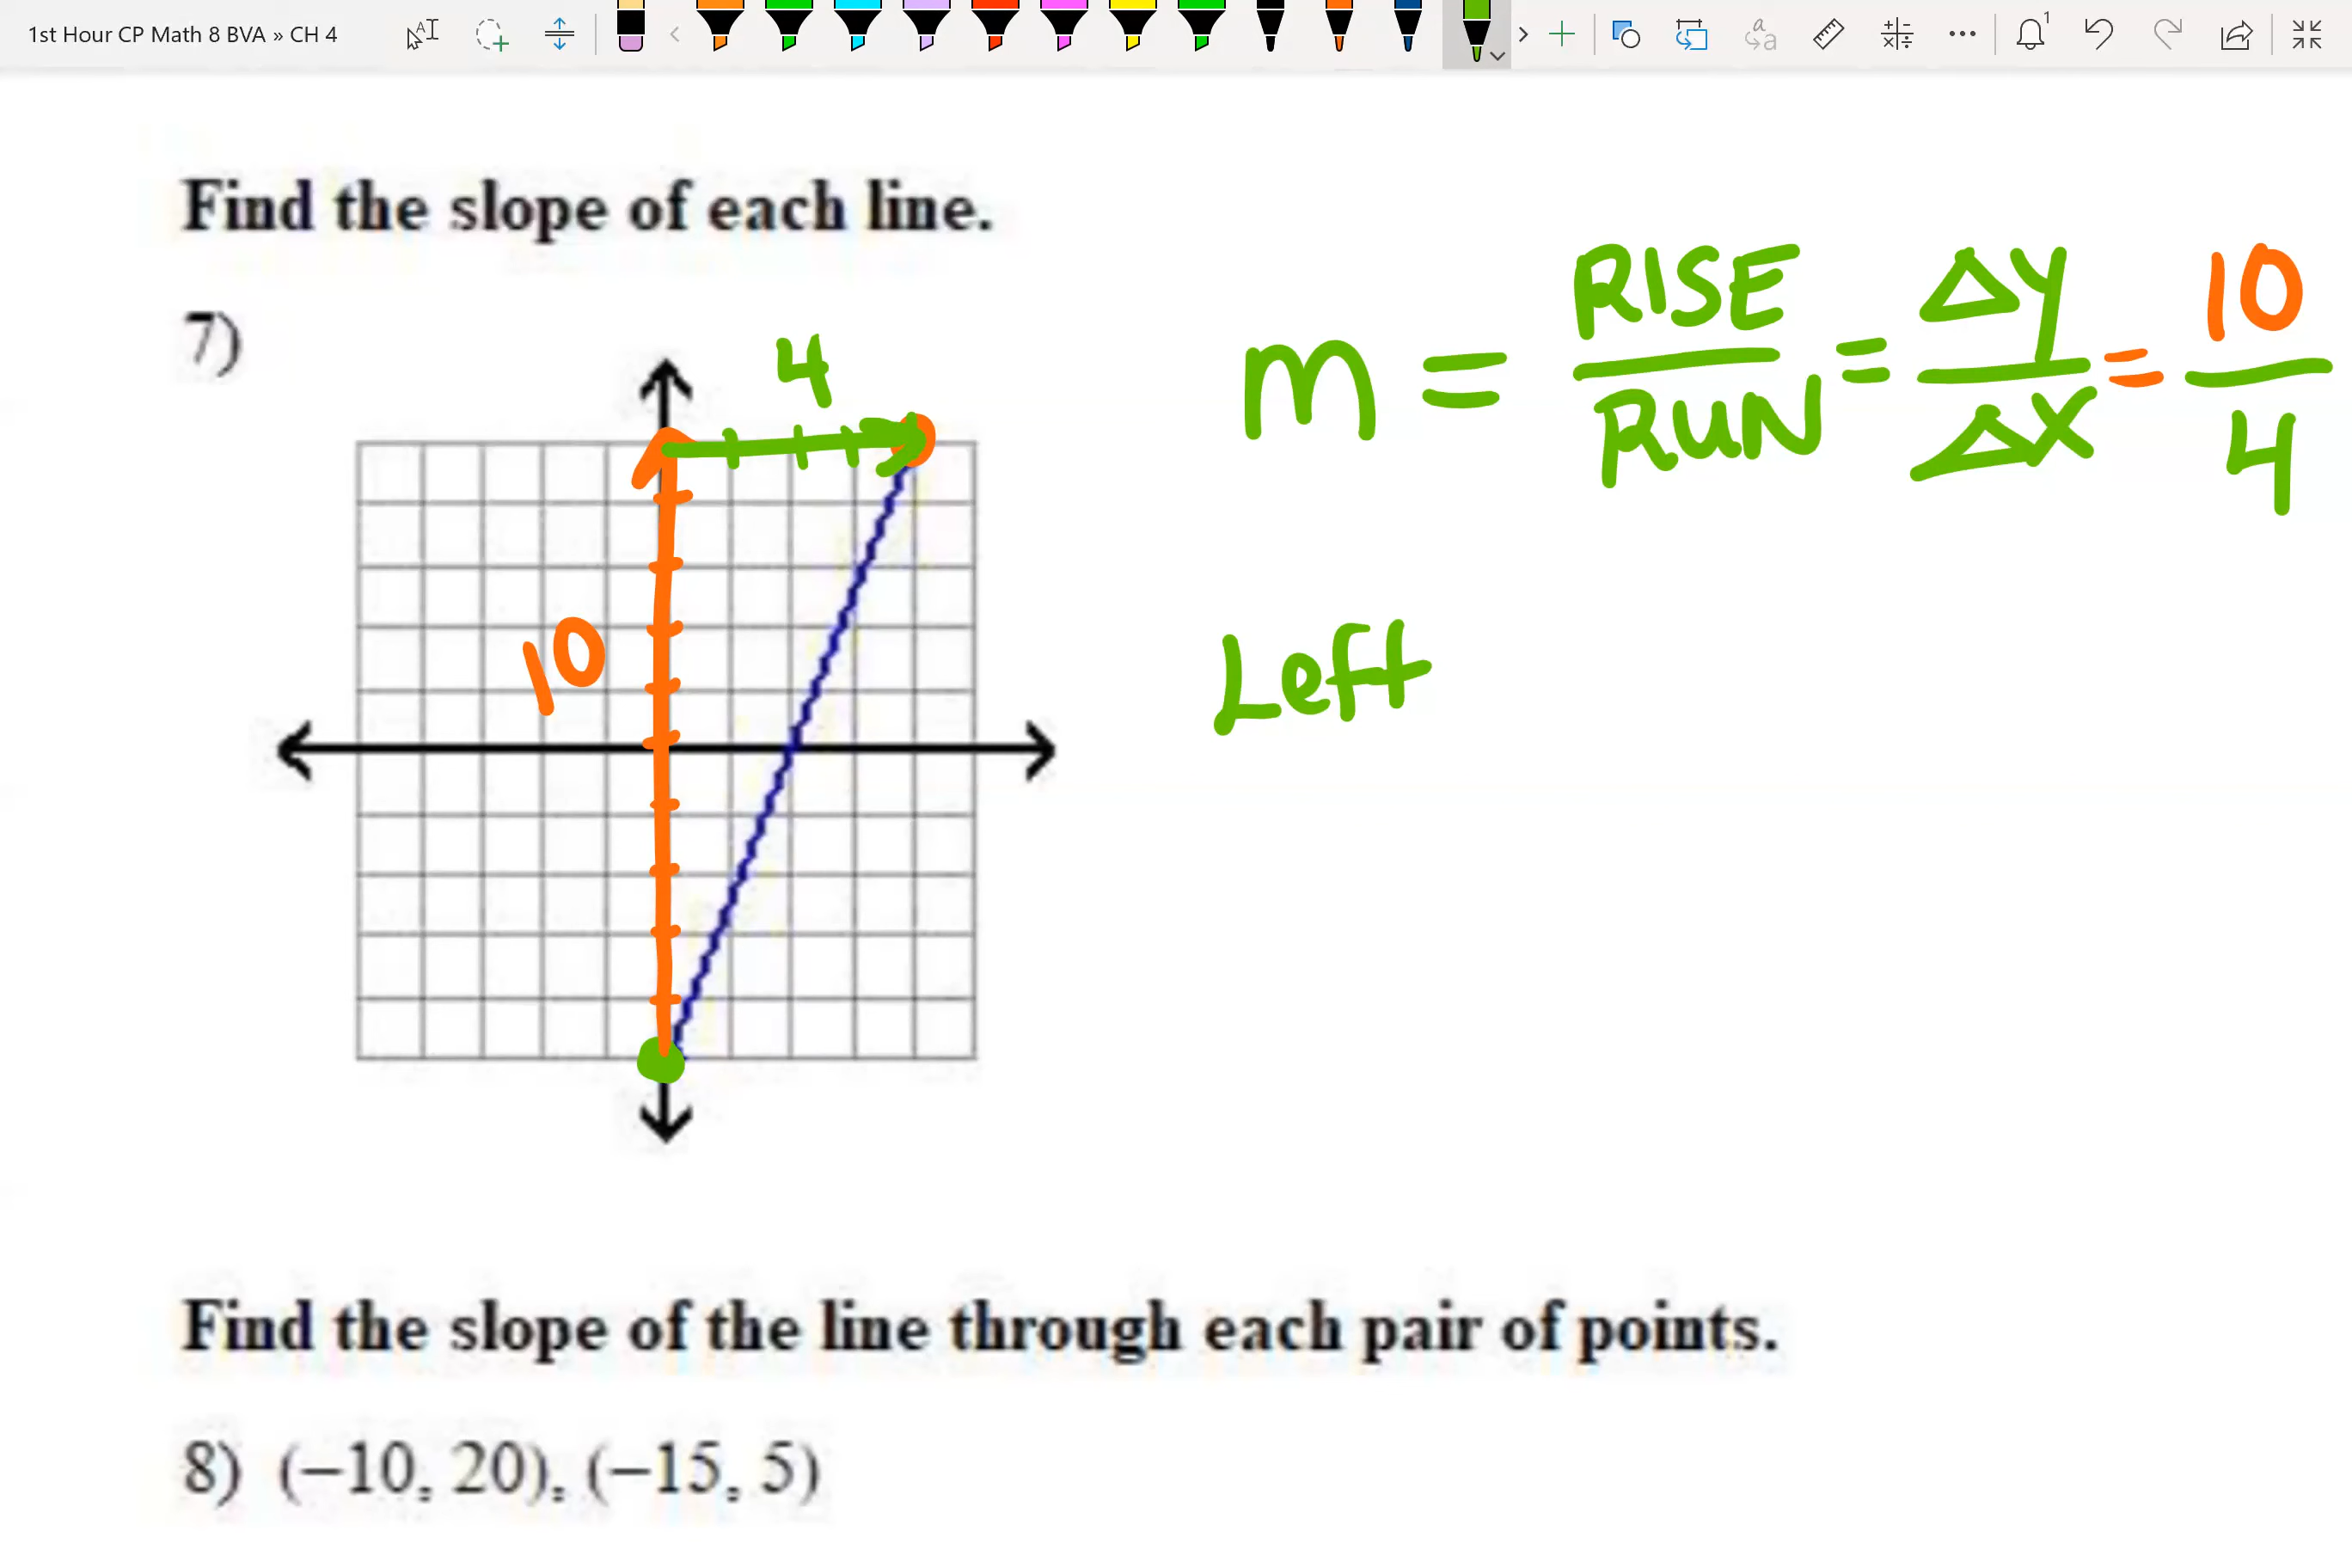 1st Hour CP Math 8 BVA » CH 4
Find the slope of each line.
7)
4
10
m = RISE/RUN = ΔY/ΔX = 10/4
Left
Find the slope of the line through each pair of points.
8) (−10, 20), (−15, 5)